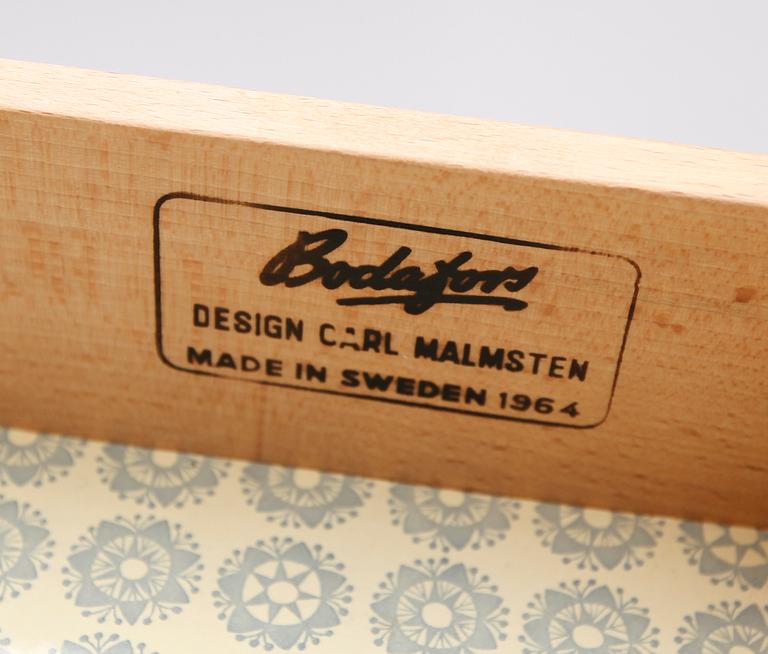 Bodafors
DESIGN CARL MALMSTEN
MADE IN SWEDEN 1964